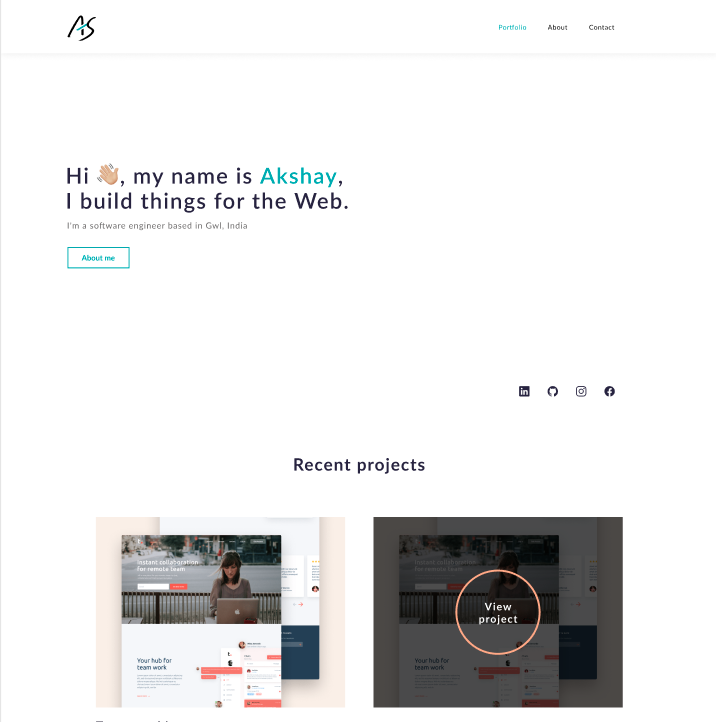 AS
Portfolio About Contact
Hi 👋🏼, my name is Akshay,
I build things for the Web.
I'm a software engineer based in Gwl, India
About me
Recent projects
Instant collaboration
for remote Team
Your hub for
team work
Instant collaboration
for remote Team
View
project
Your hub for
team work